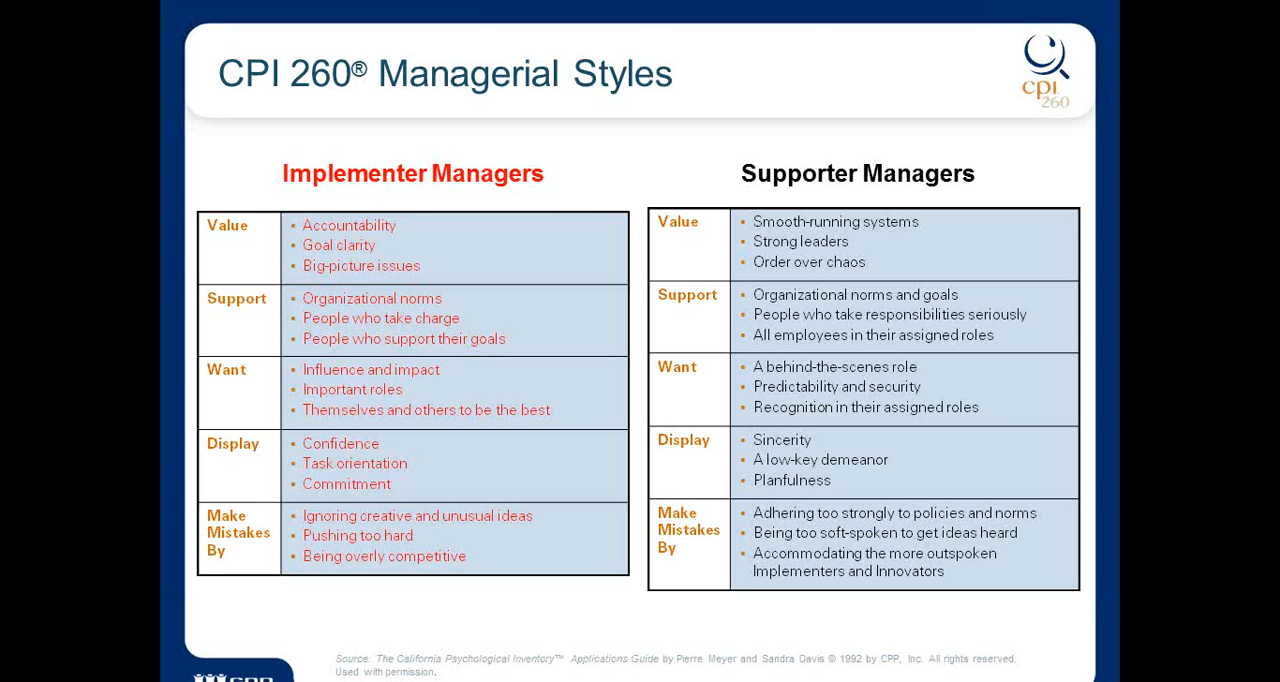 CPI 260® Managerial Styles
cpi
260
Implementer Managers
Value
• Accountability
• Goal clarity
• Big-picture issues
Support
• Organizational norms
• People who take charge
• People who support their goals
Want
• Influence and impact
• Important roles
• Themselves and others to be the best
Display
• Confidence
• Task orientation
• Commitment
Make
Mistakes
By
• Ignoring creative and unusual ideas
• Pushing too hard
• Being overly competitive
Supporter Managers
Value
• Smooth-running systems
• Strong leaders
• Order over chaos
Support
• Organizational norms and goals
• People who take responsibilities seriously
• All employees in their assigned roles
Want
• A behind-the-scenes role
• Predictability and security
• Recognition in their assigned roles
Display
• Sincerity
• A low-key demeanor
• Planfulness
Make
Mistakes
By
• Adhering too strongly to policies and norms
• Being too soft-spoken to get ideas heard
• Accommodating the more outspoken
Implementers and Innovators
Source: The California Psychological Inventory™ Applications Guide by Pierre Meyer and Sandra Davis © 1992 by CPP, Inc. All rights reserved.
Used with permission.